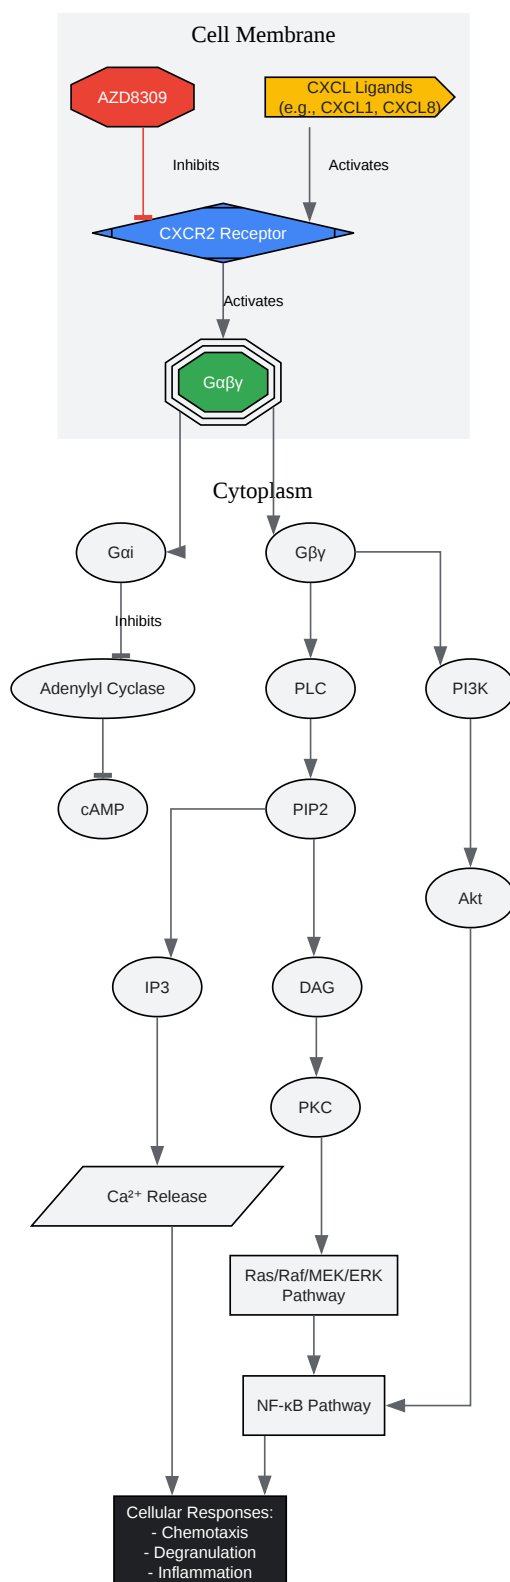 Cell Membrane
AZD8309
CXCL Ligands
(e.g., CXCL1, CXCL8)
Inhibits
Activates
CXCR2 Receptor
Activates
Gαβγ
Cytoplasm
Gαi
Gβγ
Inhibits
Adenylyl Cyclase
PLC
PI3K
cAMP
PIP2
Akt
IP3
DAG
PKC
Ca²⁺ Release
Ras/Raf/MEK/ERK
Pathway
NF-κB Pathway
Cellular Responses:
- Chemotaxis
- Degranulation
- Inflammation